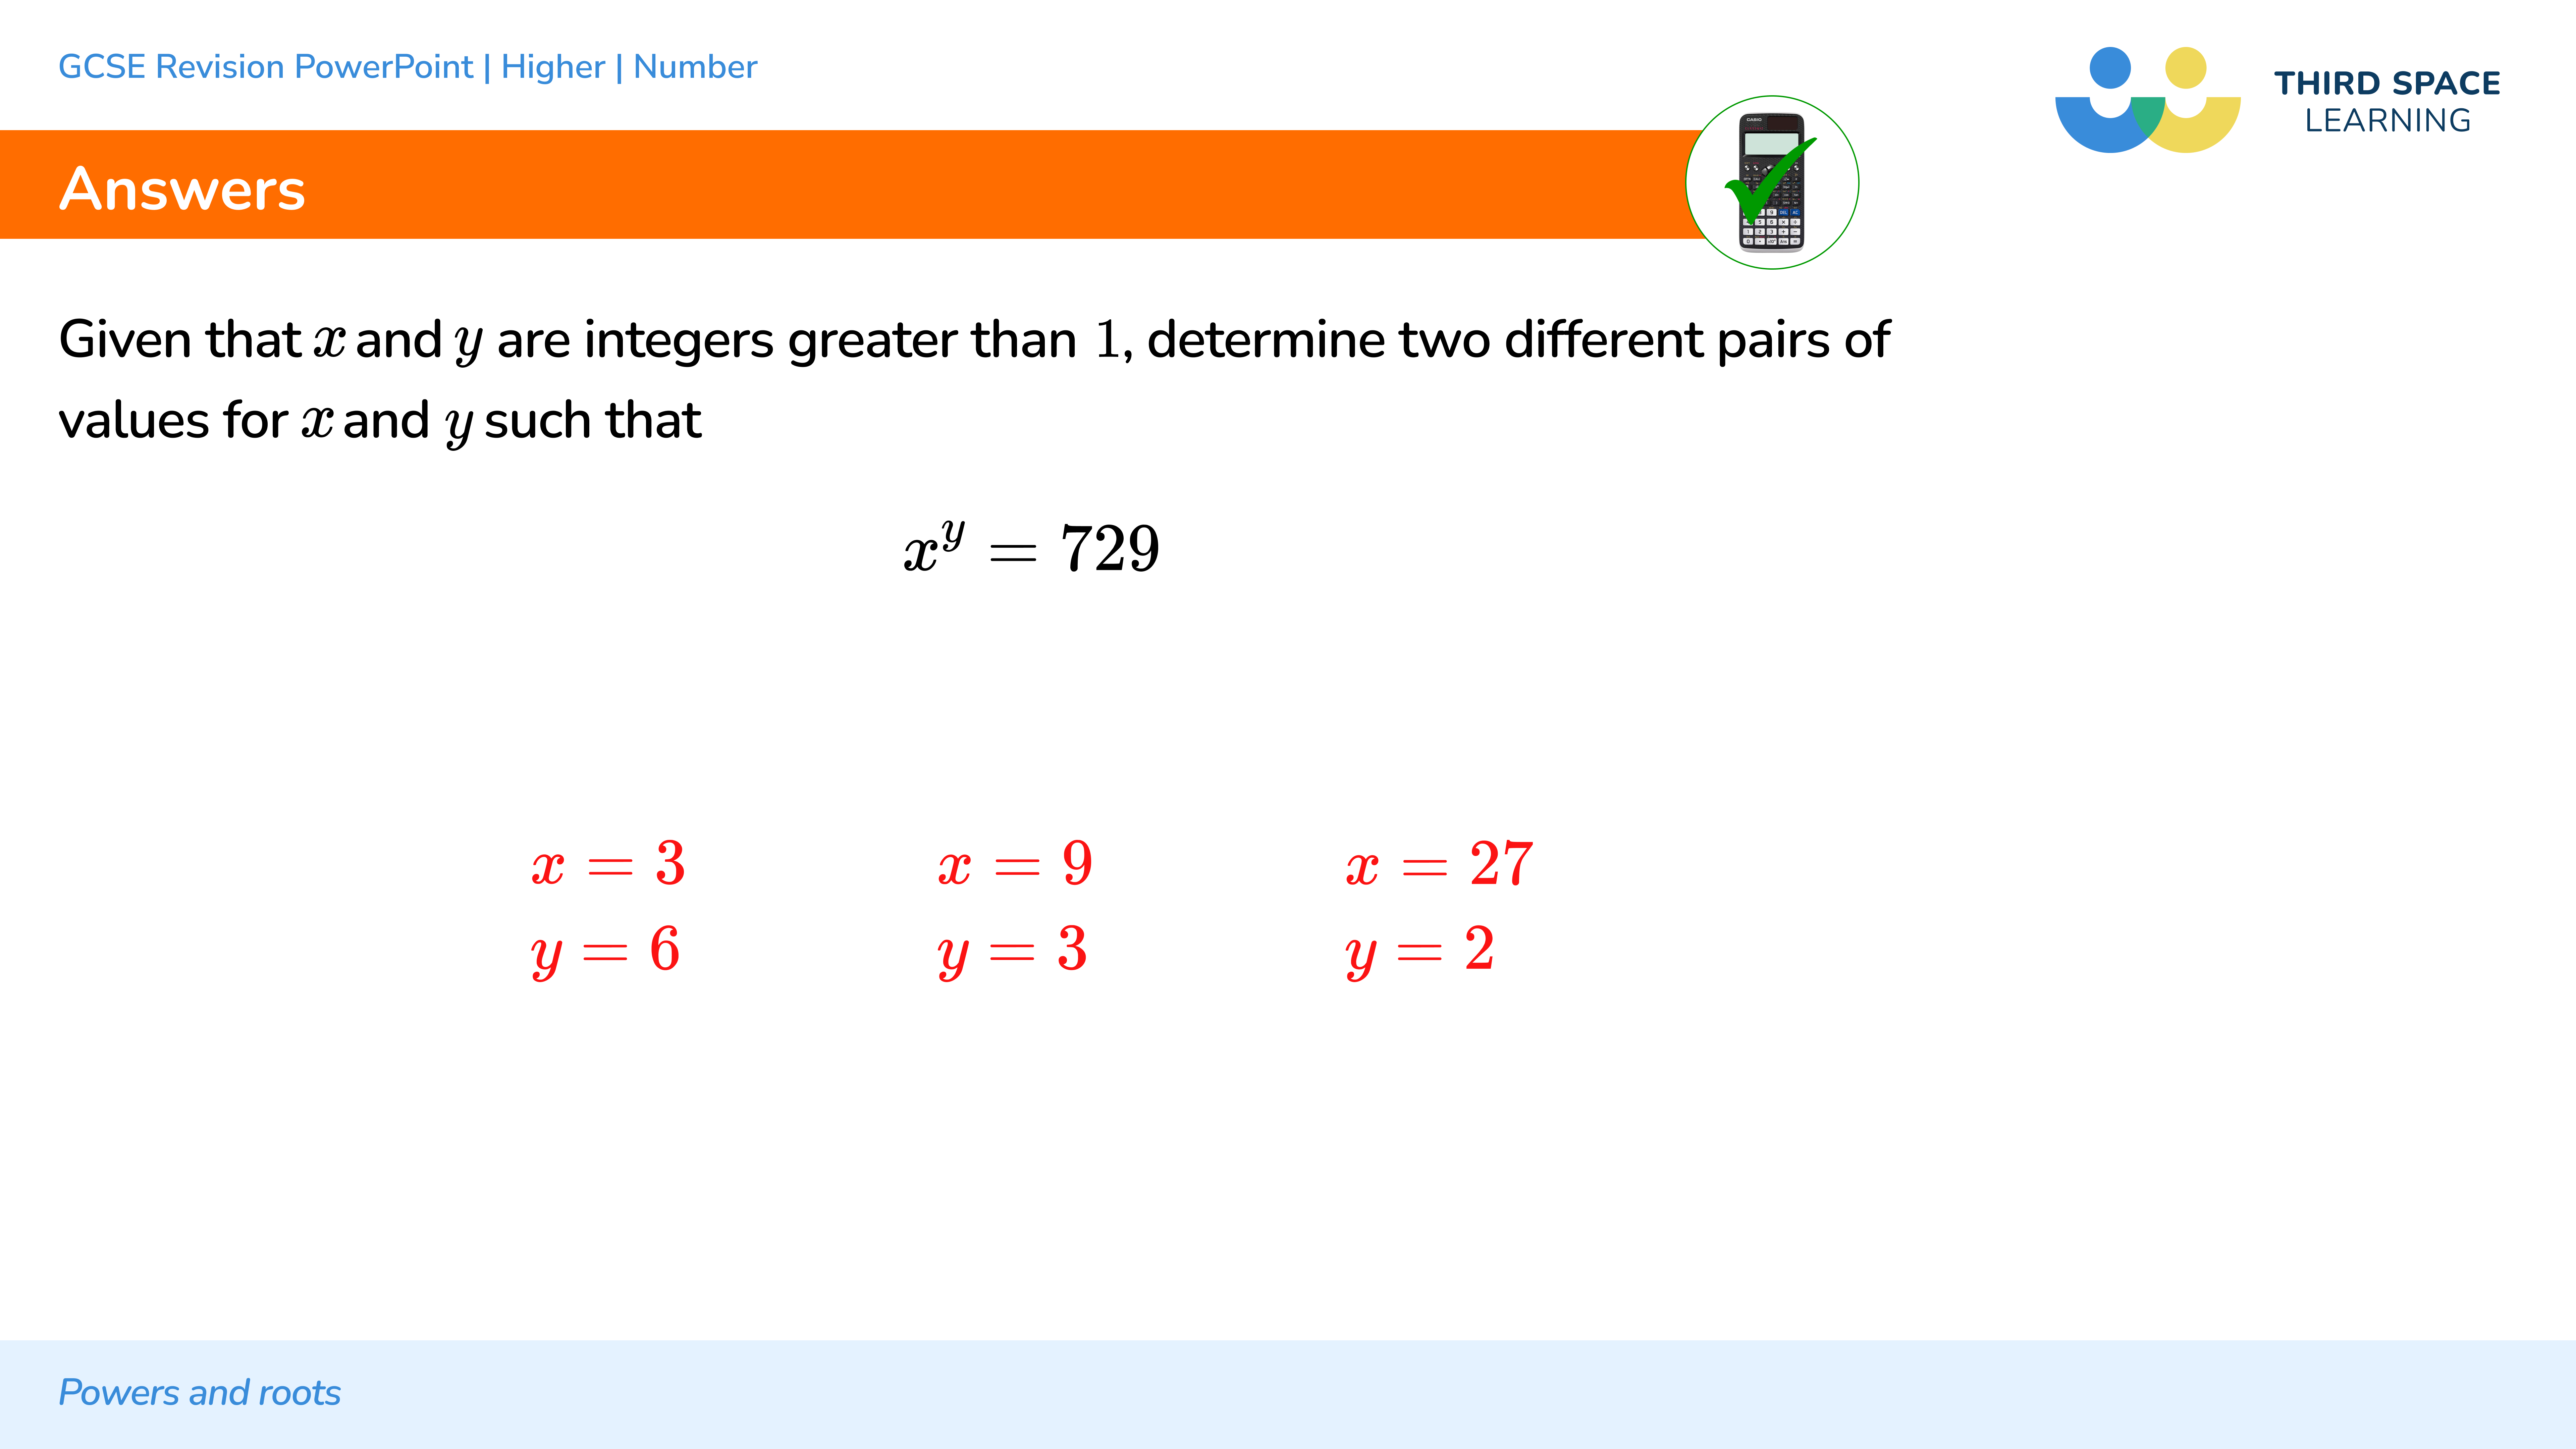 GCSE Revision PowerPoint | Higher | Number
THIRD SPACE
LEARNING
Answers
CASIO
Given that x and y are integers greater than 1, determine two different pairs of
values for x and y such that
x^y = 729
x = 3
y = 6
x = 9
y = 3
x = 27
y = 2
Powers and roots